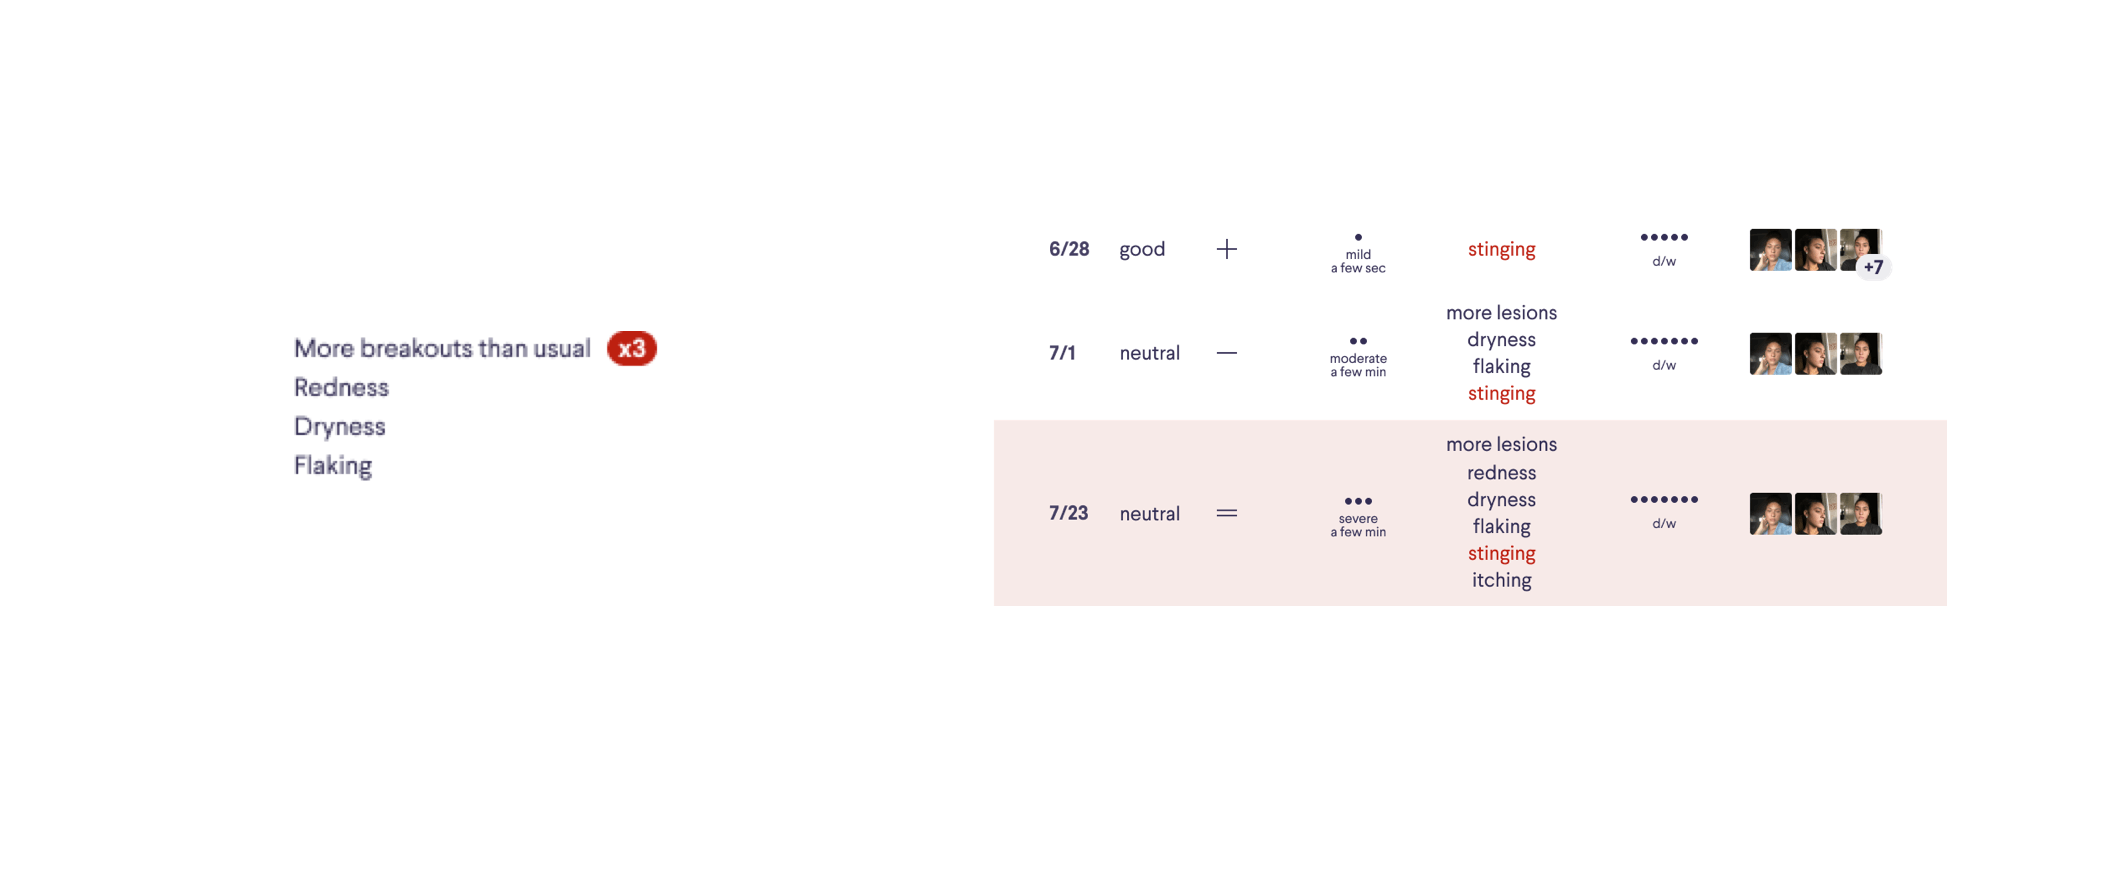 More breakouts than usual x3
Redness
Dryness
Flaking
6/28 good + mild stinging d/w
a few sec
+7
more lesions
dryness
7/1 neutral — moderate flaking d/w
a few min
stinging
more lesions
redness
dryness
7/23 neutral = severe flaking d/w
a few min
stinging
itching